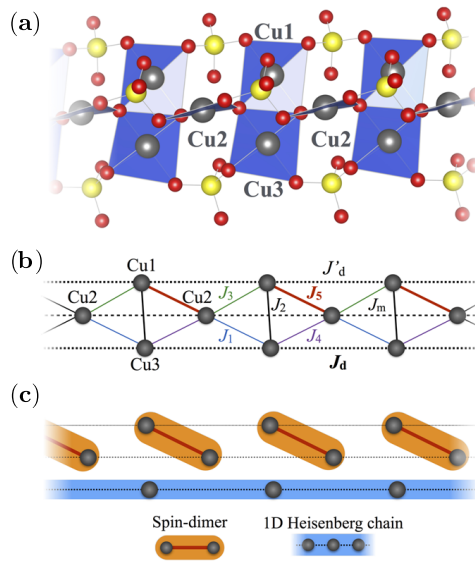 (a)
Cu1
Cu2
Cu2
Cu3
(b)
Cu1
J'd
Cu2
J3
Cu2
J5
J2
Jm
J1
J4
Cu3
Jd
(c)
Spin-dimer
1D Heisenberg chain